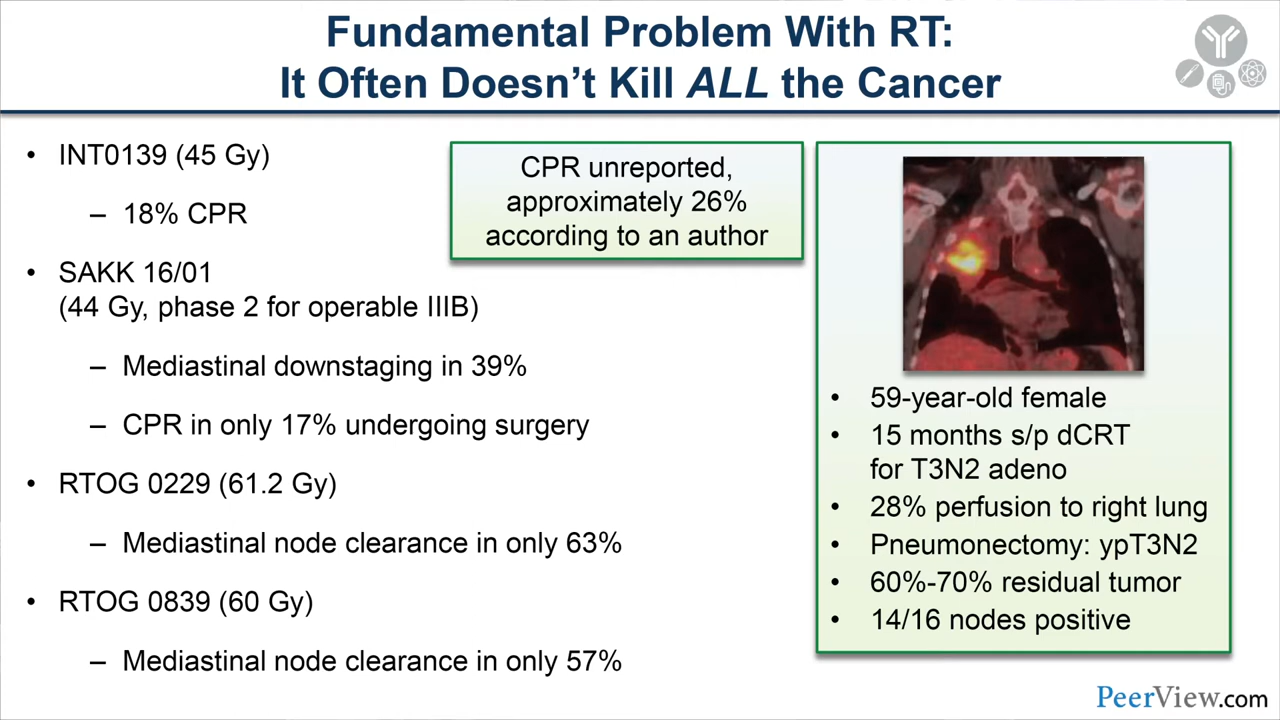 Fundamental Problem With RT:
It Often Doesn’t Kill ALL the Cancer
• INT0139 (45 Gy)
– 18% CPR
• SAKK 16/01
(44 Gy, phase 2 for operable IIIB)
– Mediastinal downstaging in 39%
– CPR in only 17% undergoing surgery
• RTOG 0229 (61.2 Gy)
– Mediastinal node clearance in only 63%
• RTOG 0839 (60 Gy)
– Mediastinal node clearance in only 57%
CPR unreported,
approximately 26%
according to an author
• 59-year-old female
• 15 months s/p dCRT
for T3N2 adeno
• 28% perfusion to right lung
• Pneumonectomy: ypT3N2
• 60%-70% residual tumor
• 14/16 nodes positive
PeerView.com